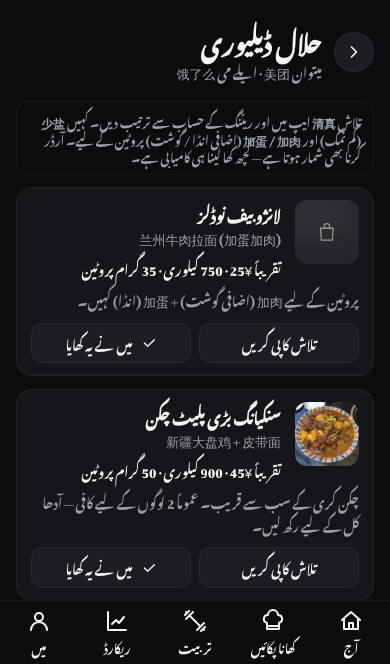 حلال ڈیلیوری
میتوان 美团 · ایلے می 饿了么
تلاش 清真 ایپ میں اور ریٹنگ کے حساب سے ترتیب دیں۔ کہیں 少盐
(کم نمک) اور 加蛋 / 加肉 (اضافی انڈا / گوشت) پروٹین کے لیے۔ آرڈر
کرنا بھی شمار ہوتا ہے — کچھ کھا لینا ہی کامیابی ہے۔
لانژو بیف نوڈلز
兰州牛肉拉面 (加蛋加肉)
تقریباً ¥25 · 750 کیلوری · 35 گرام پروٹین
پروٹین کے لیے 加肉 (اضافی گوشت) + 加蛋 (انڈا) کہیں۔
تلاش کاپی کریں
میں نے یہ کھایا
سنکیانگ بڑی پلیٹ چکن
新疆大盘鸡 + 皮带面
تقریباً ¥45 · 900 کیلوری · 50 گرام پروٹین
چکن کری کے سب سے قریب۔ عموماً 2 لوگوں کے لیے کافی — آدھا
کل کے لیے رکھ لیں۔
تلاش کاپی کریں
میں نے یہ کھایا
آج
کھانا پکائیں
تربیت
ریکارڈ
میں